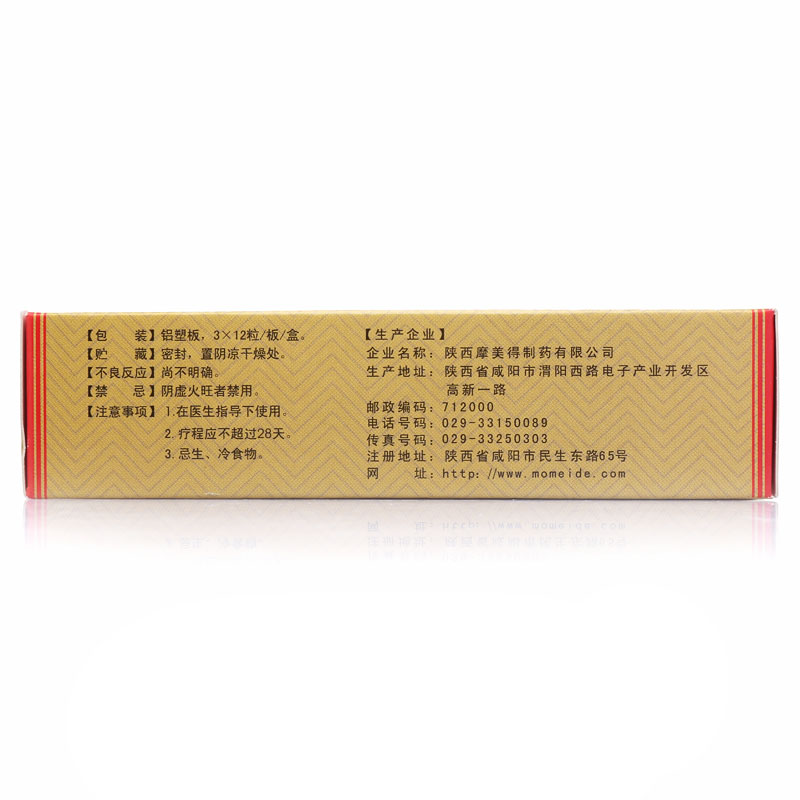 【包 装】铝塑板，3×12粒/板/盒。
【贮 藏】密封，置阴凉干燥处。
【不良反应】尚不明确。
【禁 忌】阴虚火旺者禁用。
【注意事项】1.在医生指导下使用。
2.疗程应不超过28天。
3.忌生、冷食物。
【生产企业】
企业名称：陕西摩美得制药有限公司
生产地址：陕西省咸阳市渭阳西路电子产业开发区
高新一路
邮政编码：712000
电话号码：029-33150089
传真号码：029-33250303
注册地址：陕西省咸阳市民生东路65号
网 址：http://www.momeide.com